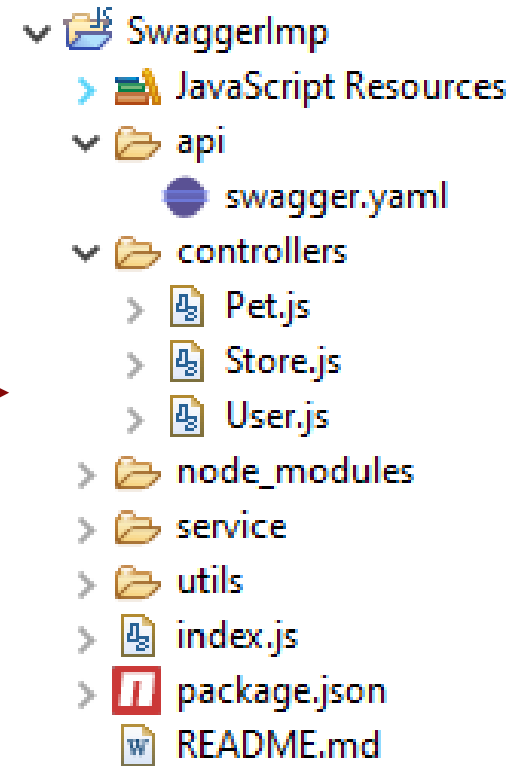 SwaggerImp
JavaScript Resources
api
swagger.yaml
controllers
Pet.js
Store.js
User.js
node_modules
service
utils
index.js
package.json
README.md